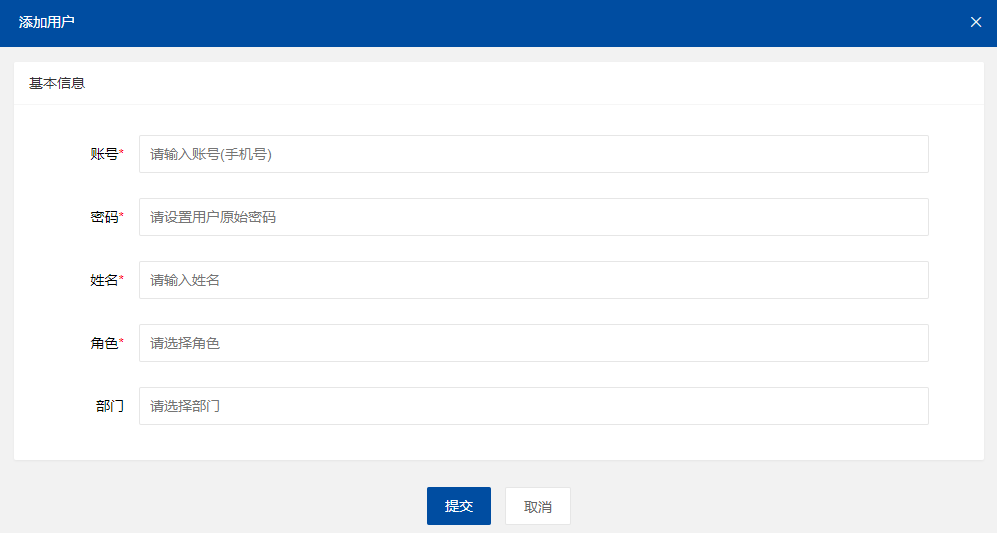 添加用户
基本信息
账号* 请输入账号(手机号)
密码* 请设置用户原始密码
姓名* 请输入姓名
角色* 请选择角色
部门 请选择部门
提交 取消